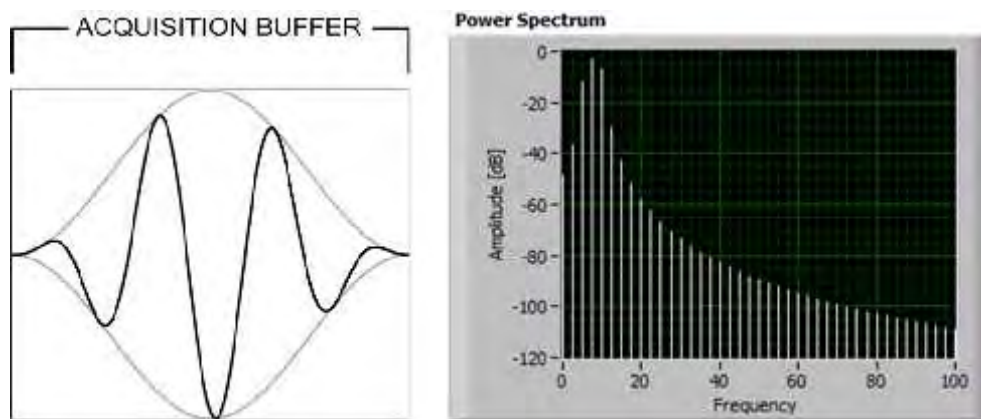 ACQUISITION BUFFER
Power Spectrum
Amplitude [dB]
0
-20
-40
-60
-80
-100
-120
0 20 40 60 80 100
Frequency